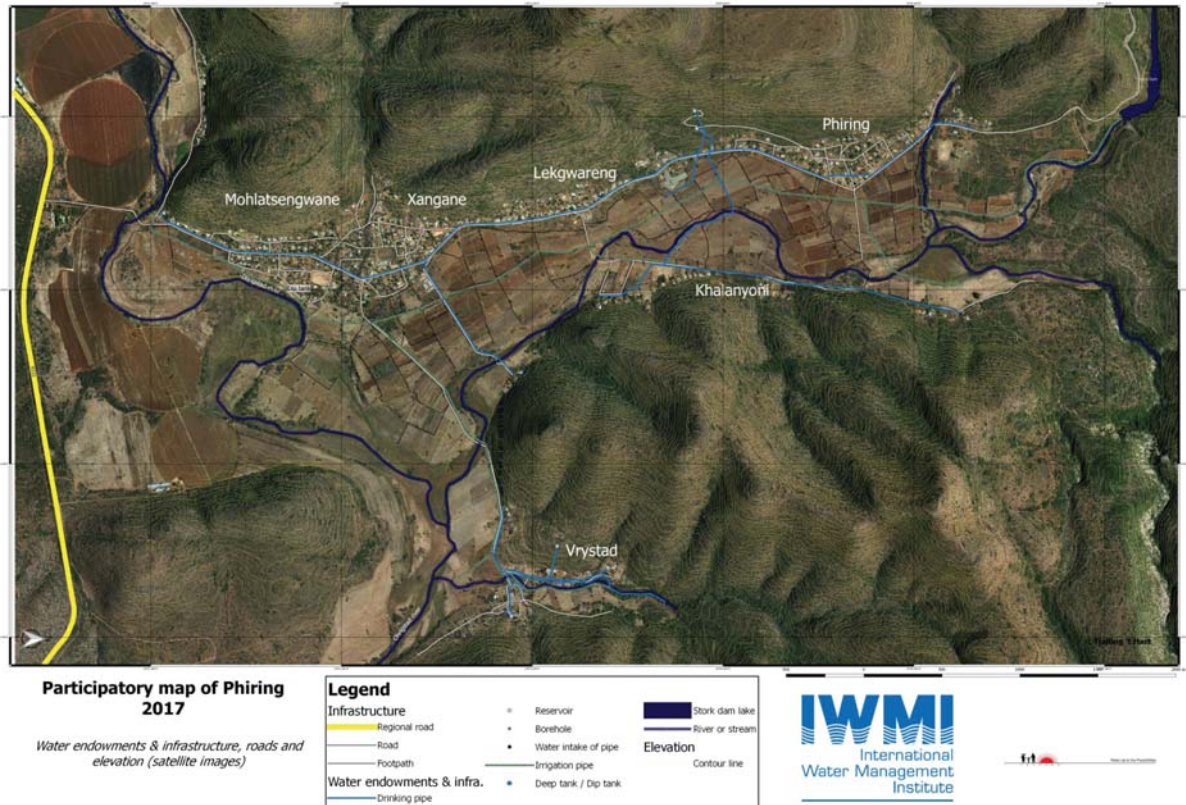 Phiring
Lekgwareng
Mohlatsengwane
Xangane
Khalanyoni
Vrystad
Participatory map of Phiring
2017
Water endowments & infrastructure, roads and
elevation (satellite images)
Legend
Infrastructure
Regional road
Road
Footpath
Water endowments & infra.
Drinking pipe
Reservoir
Borehole
Water intake of pipe
Irrigation pipe
Deep tank / Dip tank
Stork dam lake
River or stream
Elevation
Contour line
IWMI
International
Water Management
Institute